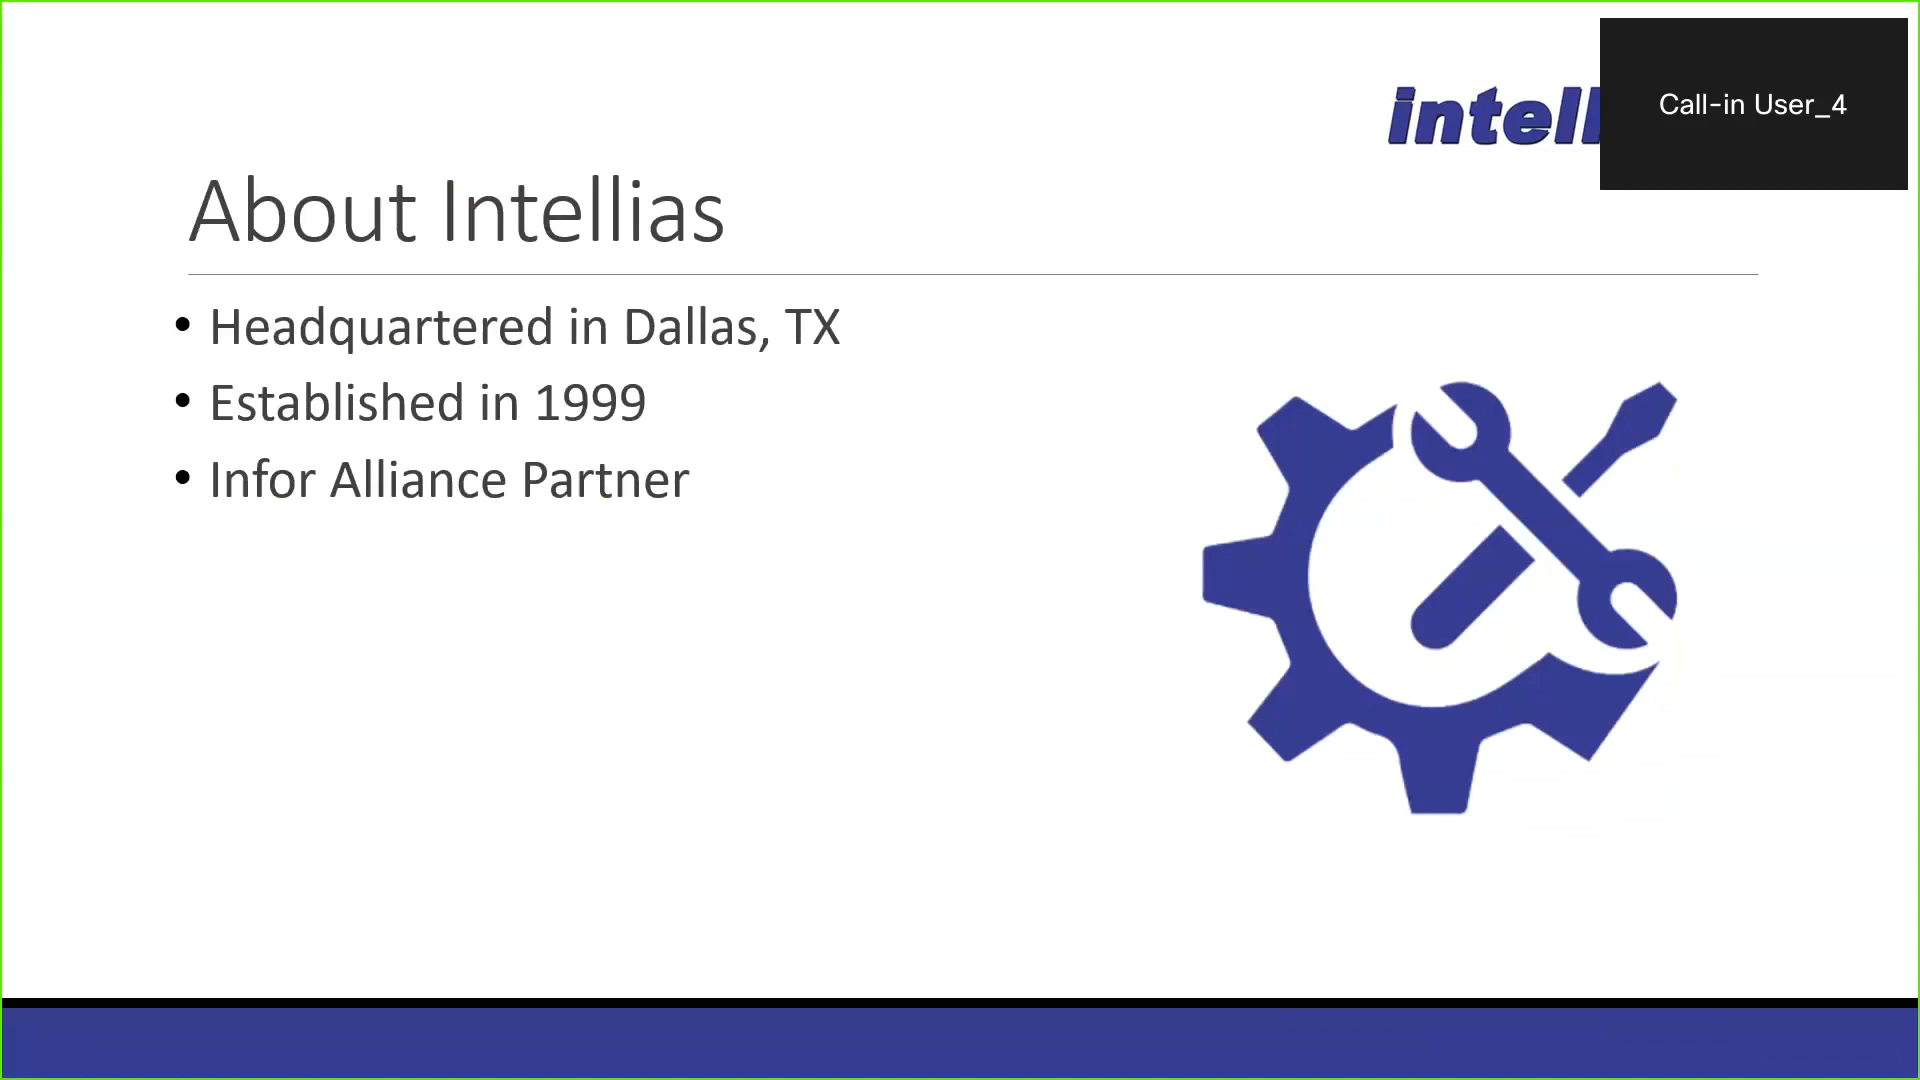 intell
Call-in User_4
About Intellias
• Headquartered in Dallas, TX
• Established in 1999
• Infor Alliance Partner